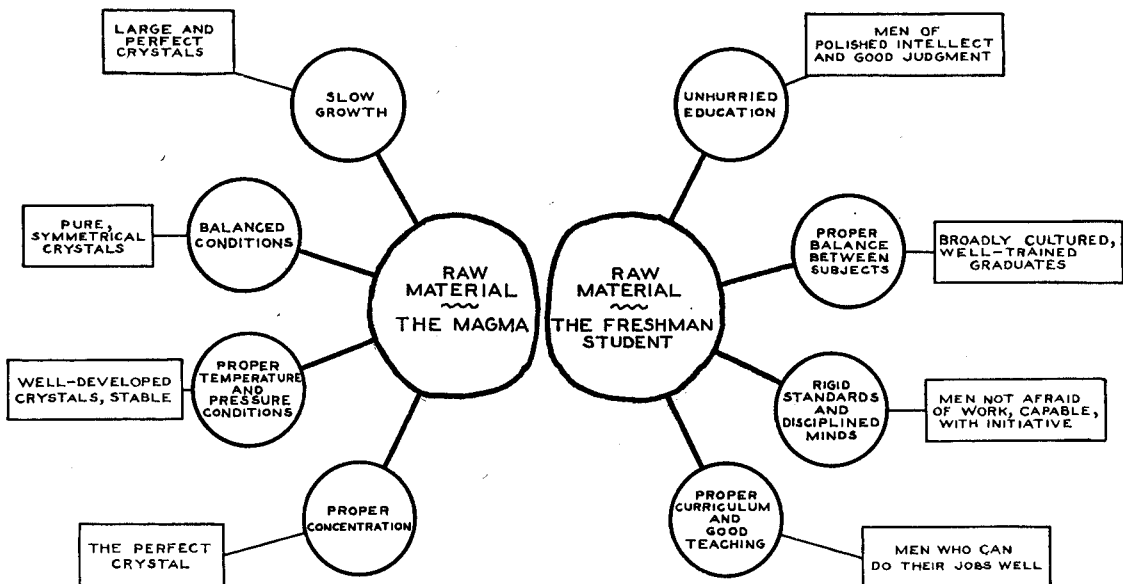 LARGE AND
PERFECT
CRYSTALS
SLOW
GROWTH
PURE,
SYMMETRICAL
CRYSTALS
BALANCED
CONDITIONS
RAW
MATERIAL
THE MAGMA
WELL-DEVELOPED
CRYSTALS, STABLE
PROPER
TEMPERATURE
AND
PRESSURE
CONDITIONS
THE PERFECT
CRYSTAL
PROPER
CONCENTRATION
UNHURRIED
EDUCATION
MEN OF
POLISHED INTELLECT
AND GOOD JUDGMENT
RAW
MATERIAL
THE FRESHMAN
STUDENT
PROPER
BALANCE
BETWEEN
SUBJECTS
BROADLY CULTURED,
WELL-TRAINED
GRADUATES
RIGID
STANDARDS
AND
DISCIPLINED
MINDS
MEN NOT AFRAID
OF WORK, CAPABLE,
WITH INITIATIVE
PROPER
CURRICULUM
AND
GOOD
TEACHING
MEN WHO CAN
DO THEIR JOBS WELL